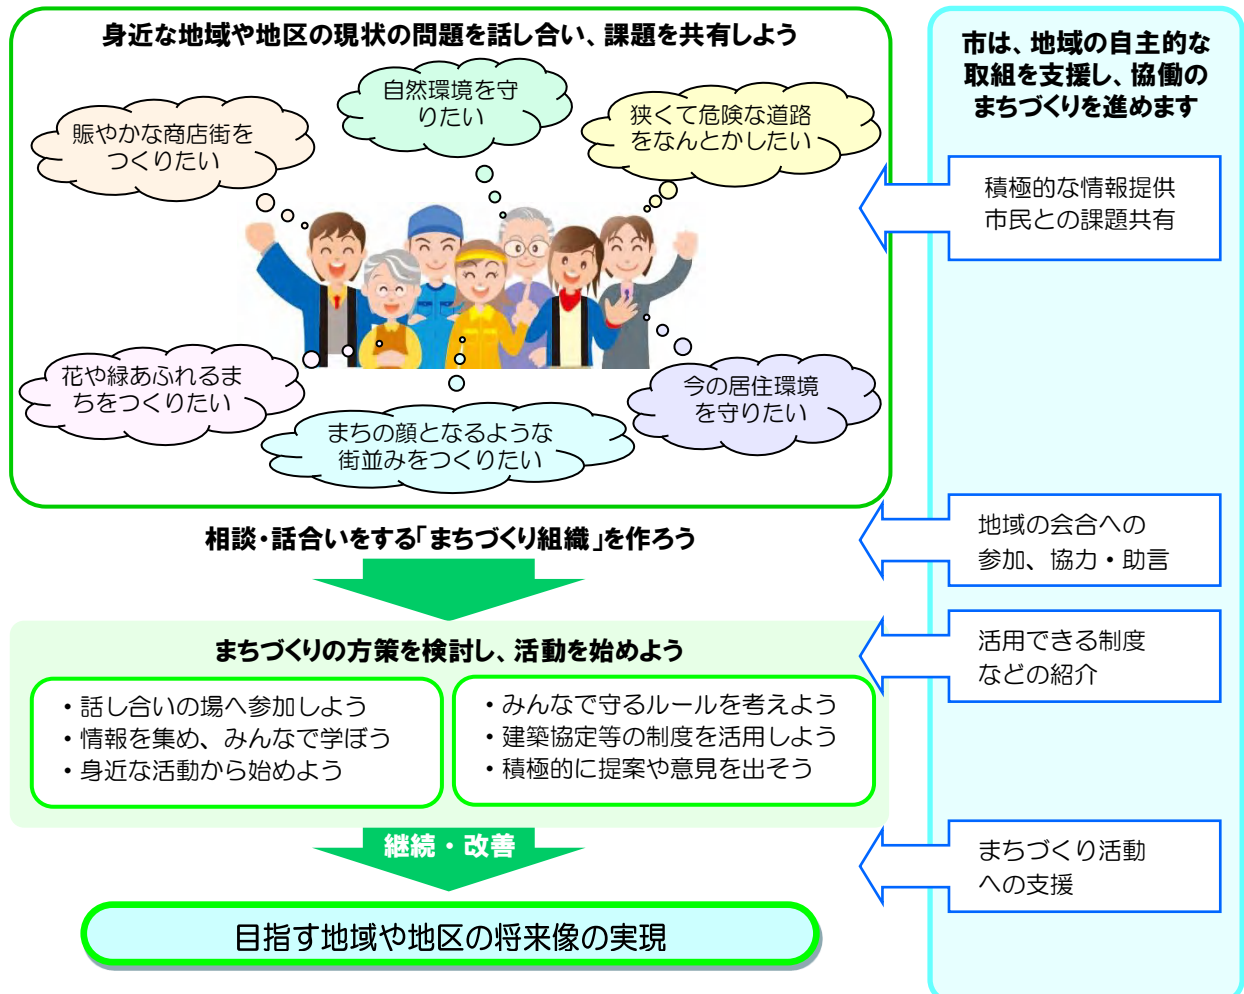 身近な地域や地区の現状の問題を話し合い、課題を共有しよう
自然環境を守
りたい
賑やかな商店街を
つくりたい
狭くて危険な道路
をなんとかしたい
花や緑あふれるま
ちをつくりたい
まちの顔となるような
街並みをつくりたい
今の居住環境
を守りたい
相談・話合いをする「まちづくり組織」を作ろう
まちづくりの方策を検討し、活動を始めよう
・話し合いの場へ参加しよう
・情報を集め、みんなで学ぼう
・身近な活動から始めよう
・みんなで守るルールを考えよう
・建築協定等の制度を活用しよう
・積極的に提案や意見を出そう
継続・改善
目指す地域や地区の将来像の実現
市は、地域の自主的な
取組を支援し、協働の
まちづくりを進めます
積極的な情報提供
市民との課題共有
地域の会合への
参加、協力・助言
活用できる制度
などの紹介
まちづくり活動
への支援